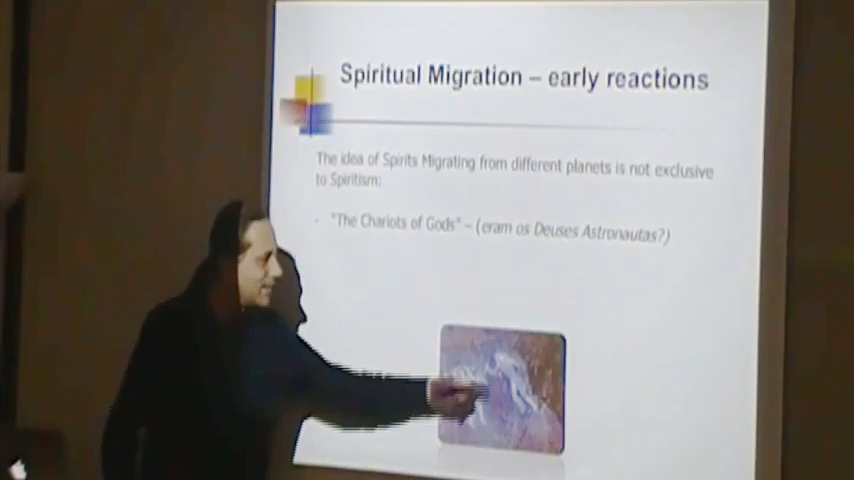 Spiritual Migration – early reactions
The idea of Spirits Migrating from different planets is not exclusive
to Spiritism;
- "The Chariots of Gods" – (eram os Deuses Astronautas?)